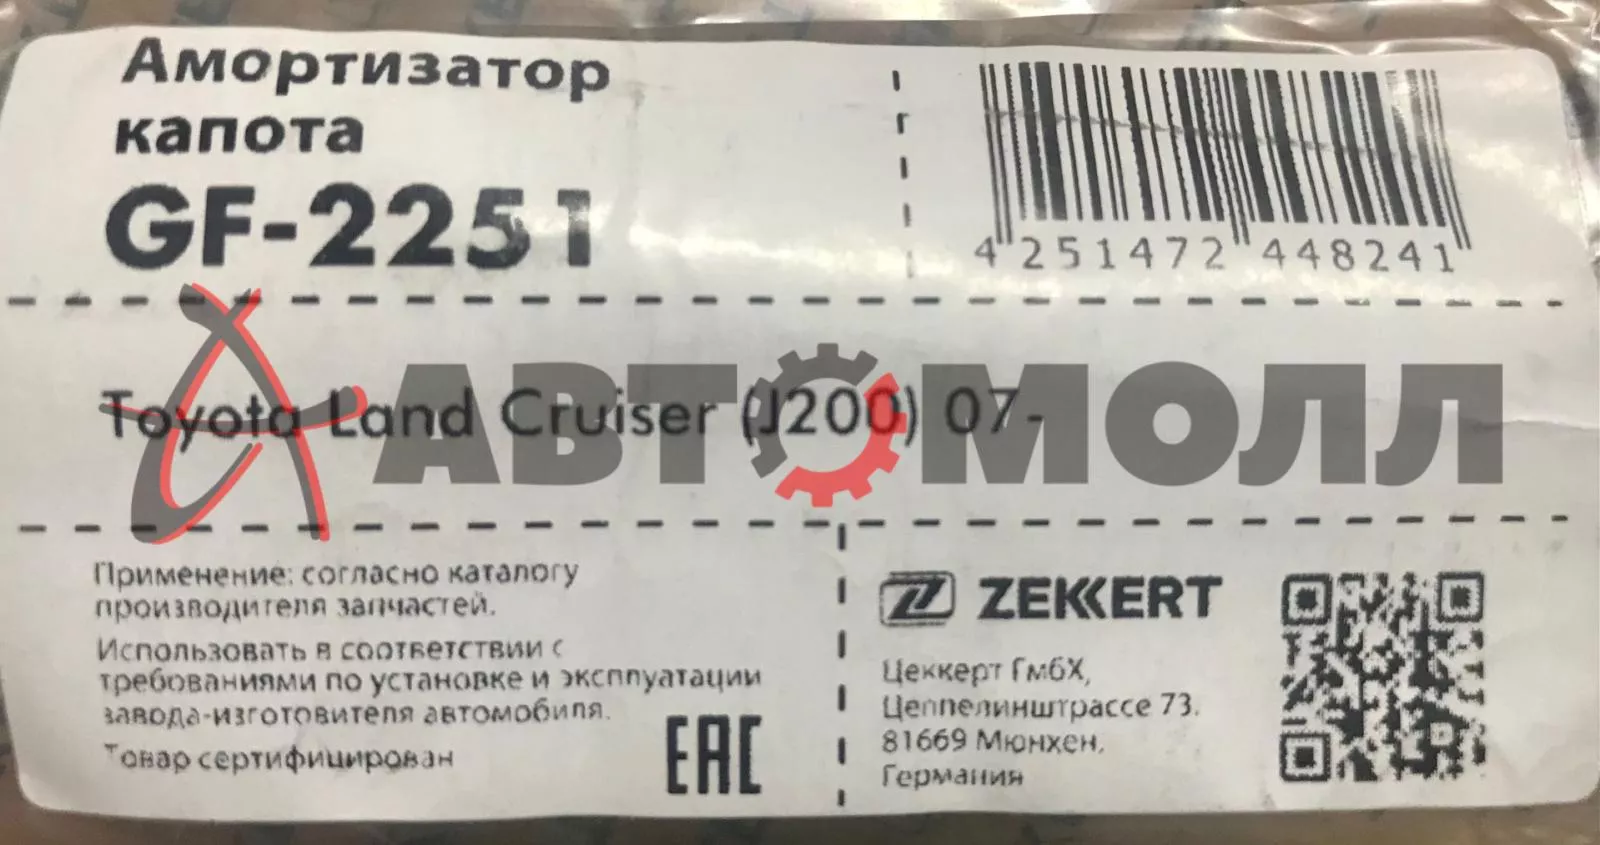 Амортизатор
капота
GF-2251
г
4 251472 448241
Toyota Land Cruiser (J200) 07-
АВТОМОЛЛ
Применение: согласно каталогу
производителя запчастей.
Использовать в соответствии с
требованиями по установке и эксплуатации
завода-изготовителя автомобиля.
Товар сертифицирован
EAC
ZEKKERT
Цеккерт ГмбХ,
Цеппелинштрассе 73.
81669 Мюнхен,
Германия